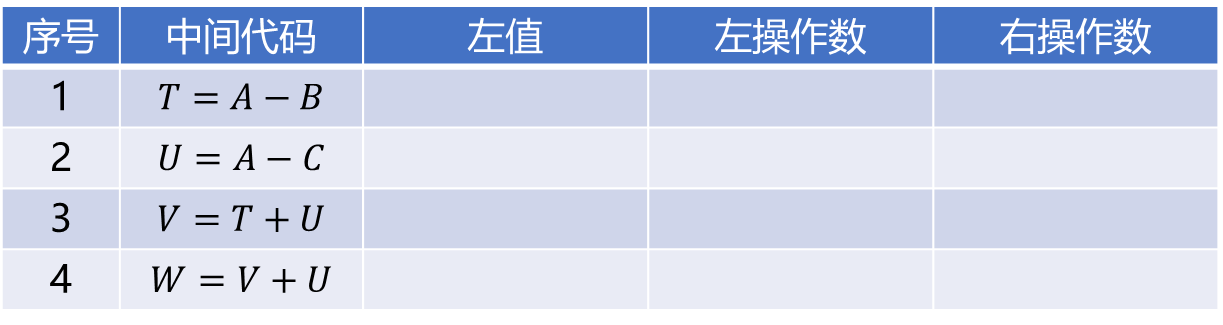 序号 中间代码 左值 左操作数 右操作数
1 T = A − B
2 U = A − C
3 V = T + U
4 W = V + U